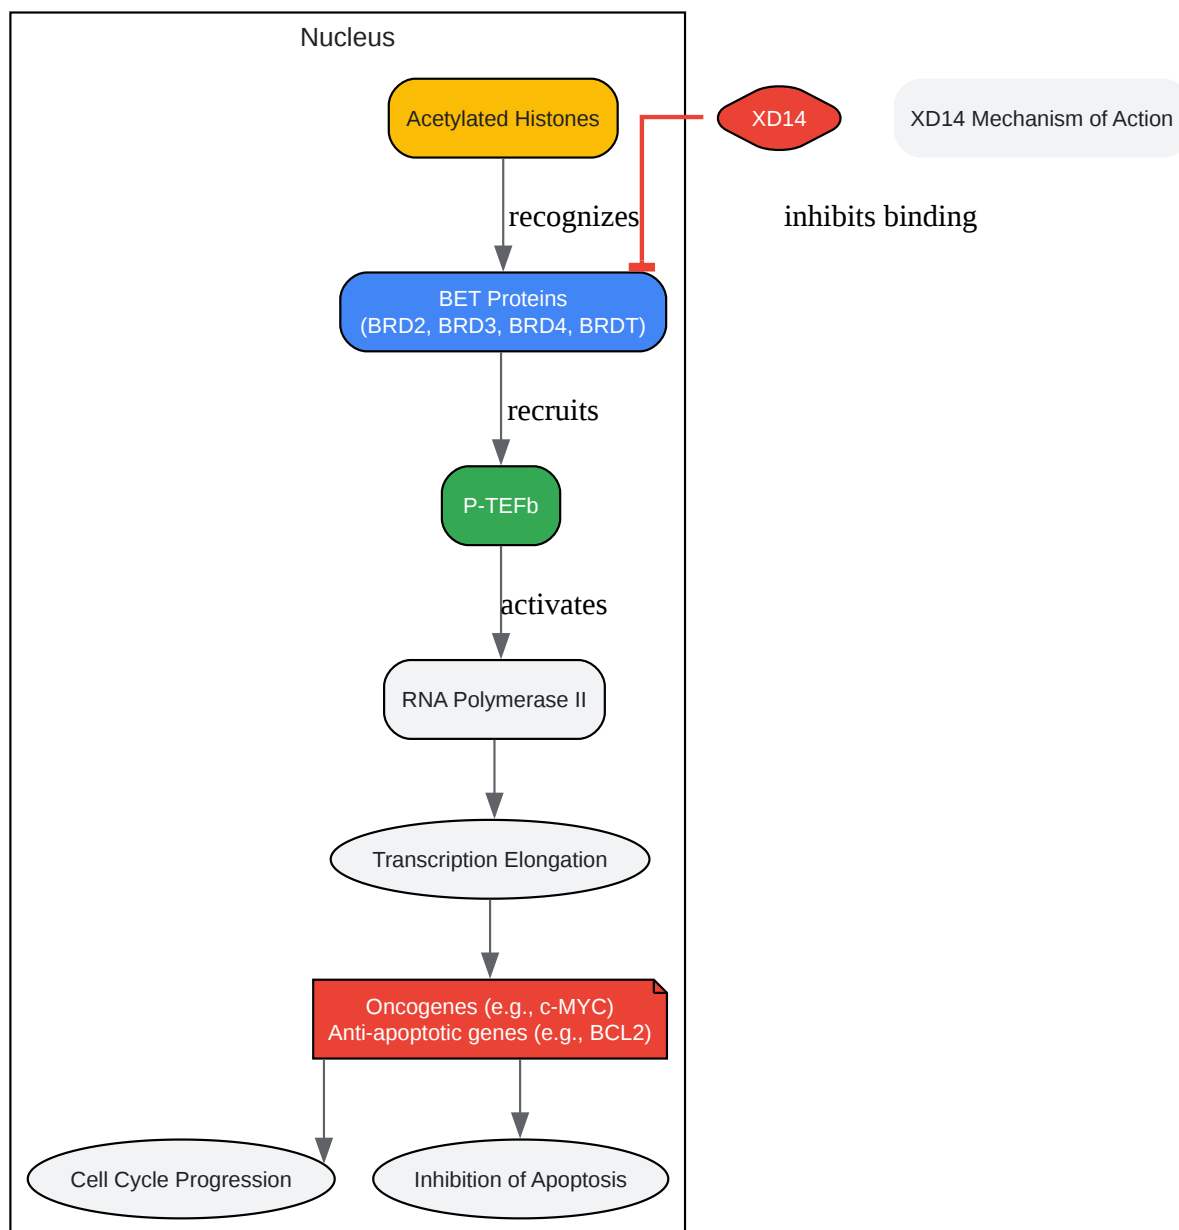 Nucleus
Acetylated Histones
XD14
XD14 Mechanism of Action
recognizes
inhibits binding
BET Proteins
(BRD2, BRD3, BRD4, BRDT)
recruits
P-TEFb
activates
RNA Polymerase II
Transcription Elongation
Oncogenes (e.g., c-MYC)
Anti-apoptotic genes (e.g., BCL2)
Cell Cycle Progression
Inhibition of Apoptosis